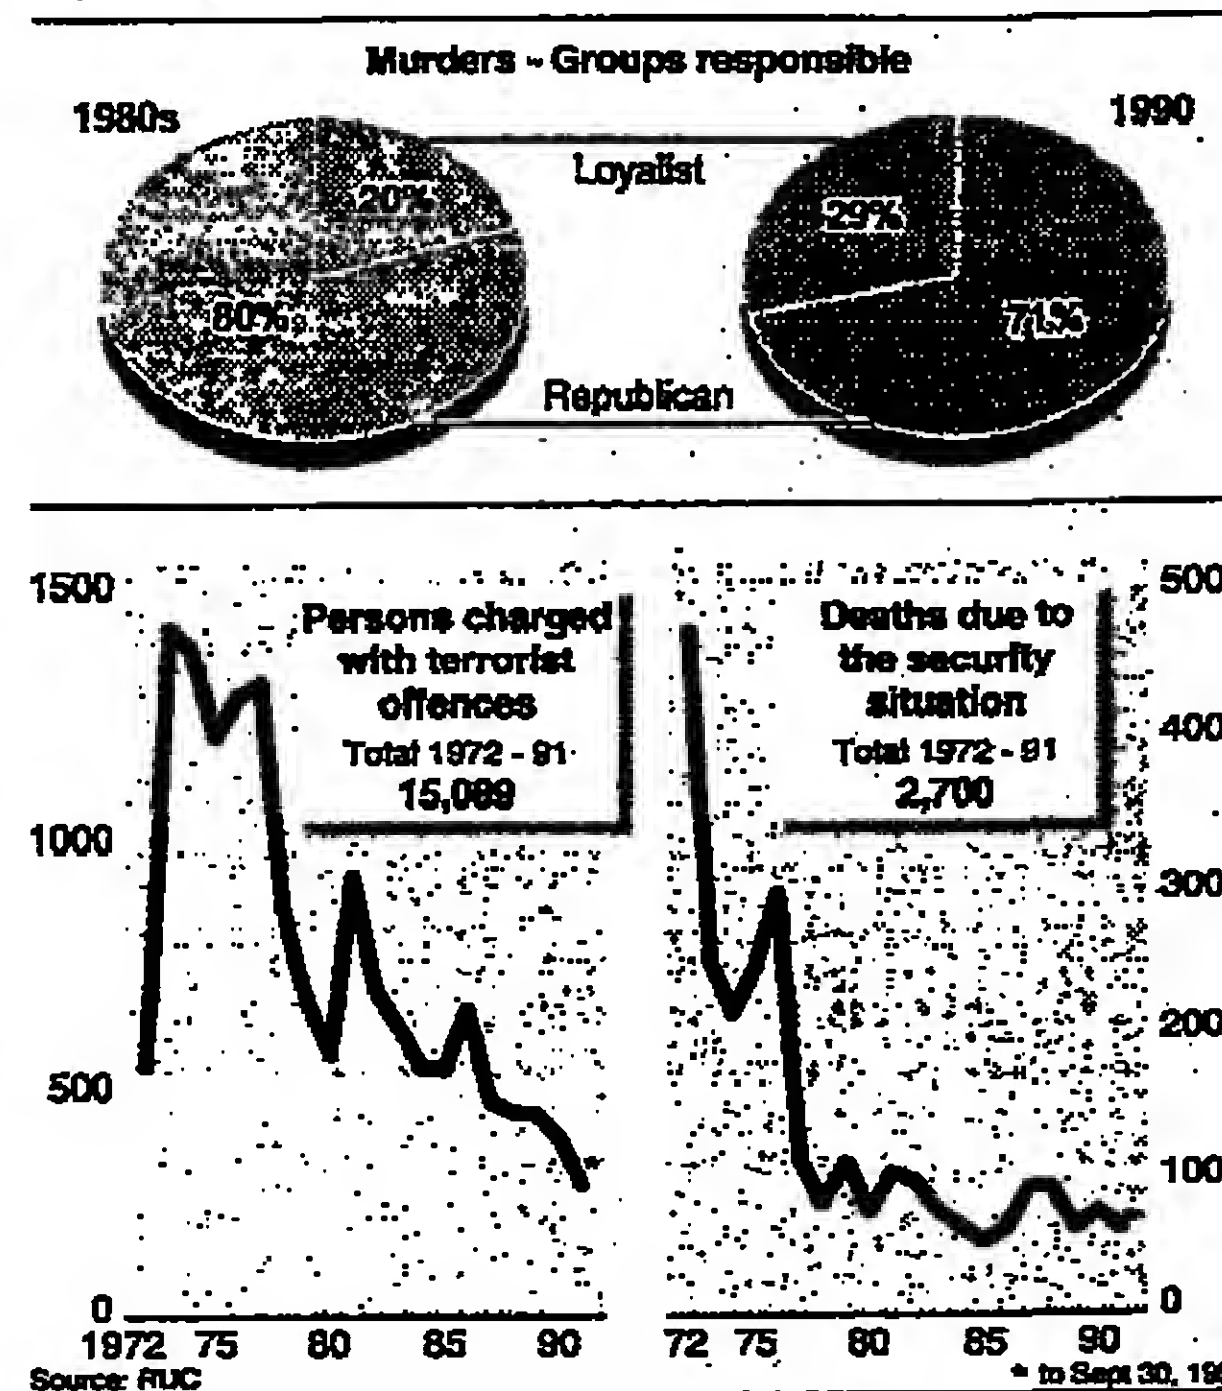 Murders - Groups responsible
1980s
1990
Loyalist
20%
29%
80%
71%
Republican
1500
1000
500
0
Persons charged
with terrorist
offences
Total 1972 - 91
Deaths due to
the security
situation
Total 1972 - 91
2,700
500
400
300
200
100
0
1972 75 80 85 90
72 75 80 85 90
Source: RUC
* to Sept 30,